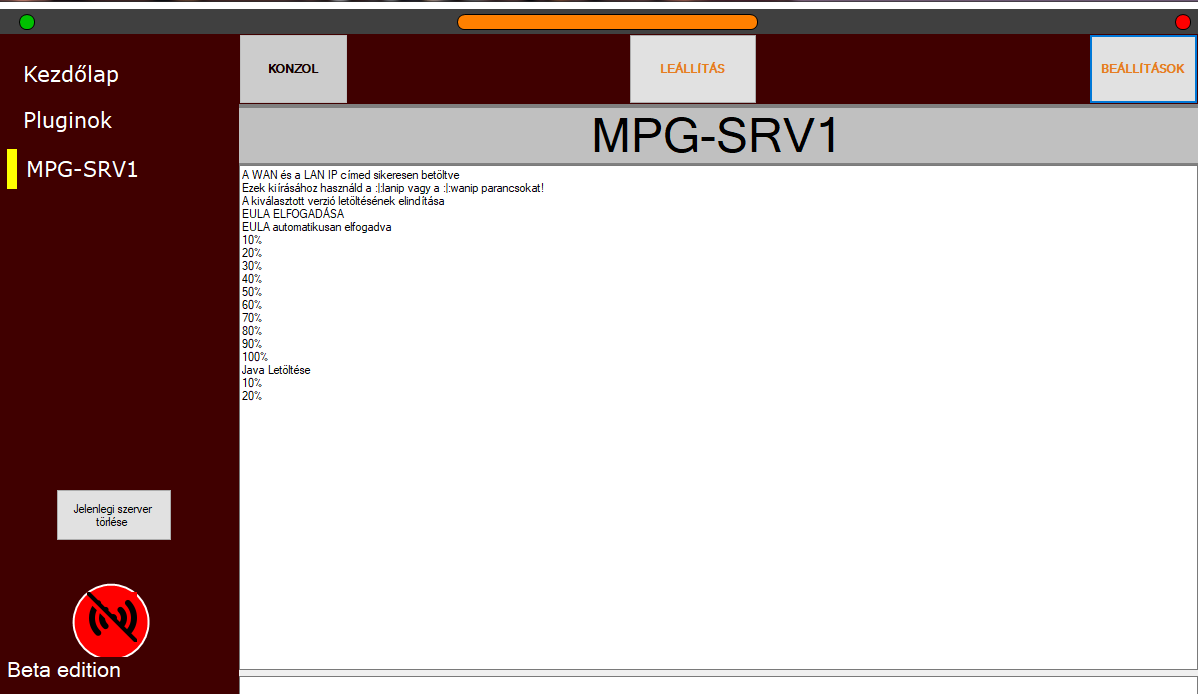 Kezdőlap
Pluginok
MPG-SRV1
KONZOL
LEÁLLÍTÁS
BEÁLLÍTÁSOK
MPG-SRV1
A WAN és a LAN IP címed sikeresen betöltve
Ezek kiírásához használd a :|:lanip vagy a :|:wanip parancsokat!
A kiválasztott verzió letöltésének elindítása
EULA ELFOGADÁSA
EULA automatikusan elfogadva
10%
20%
30%
40%
50%
60%
70%
80%
90%
100%
Java Letöltése
10%
20%
Jelenlegi szerver
törlése
Beta edition